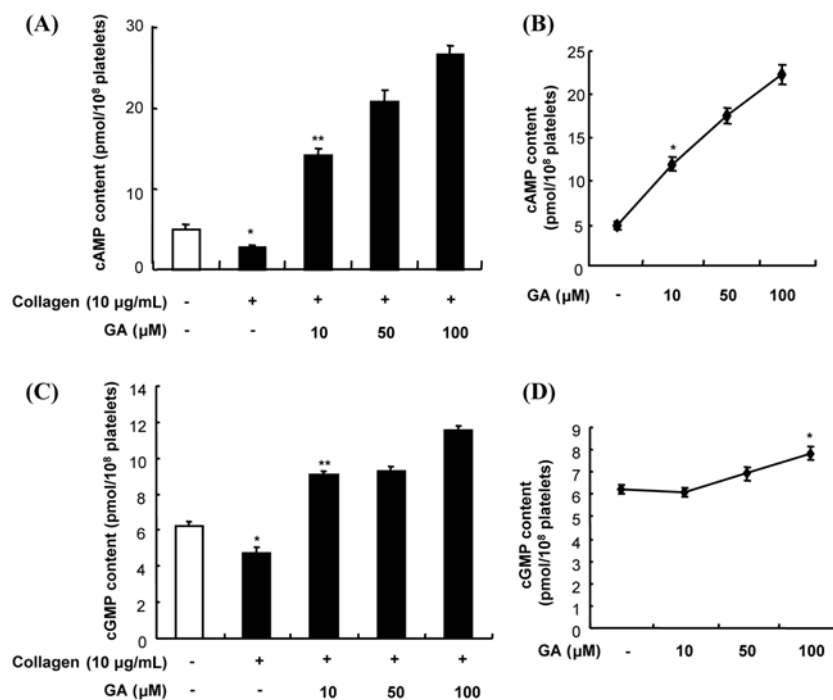 (A)
cAMP content (pmol/10⁸ platelets)
30
20
10
0
*
**
Collagen (10 µg/mL) - + + + +
GA (µM) - - 10 50 100
(B)
cAMP content
(pmol/10⁸ platelets)
25
20
15
10
5
0
*
GA (µM) - 10 50 100
(C)
cGMP content (pmol/10⁸ platelets)
14
12
10
8
6
4
2
0
*
**
Collagen (10 µg/mL) - + + + +
GA (µM) - - 10 50 100
(D)
cGMP content
(pmol/10⁸ platelets)
9
8
7
6
5
4
3
2
1
0
*
GA (µM) - 10 50 100